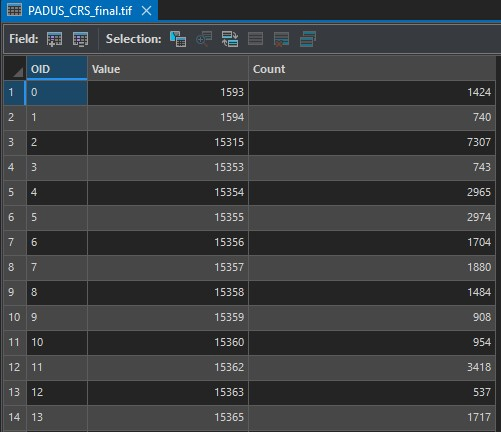 PADUS_CRS_final.tif
Field: Selection:
OID Value Count
1 0 1593 1424
2 1 1594 740
3 2 15315 7307
4 3 15353 743
5 4 15354 2965
6 5 15355 2974
7 6 15356 1704
8 7 15357 1880
9 8 15358 1484
10 9 15359 908
11 10 15360 954
12 11 15362 3418
13 12 15363 537
14 13 15365 1717